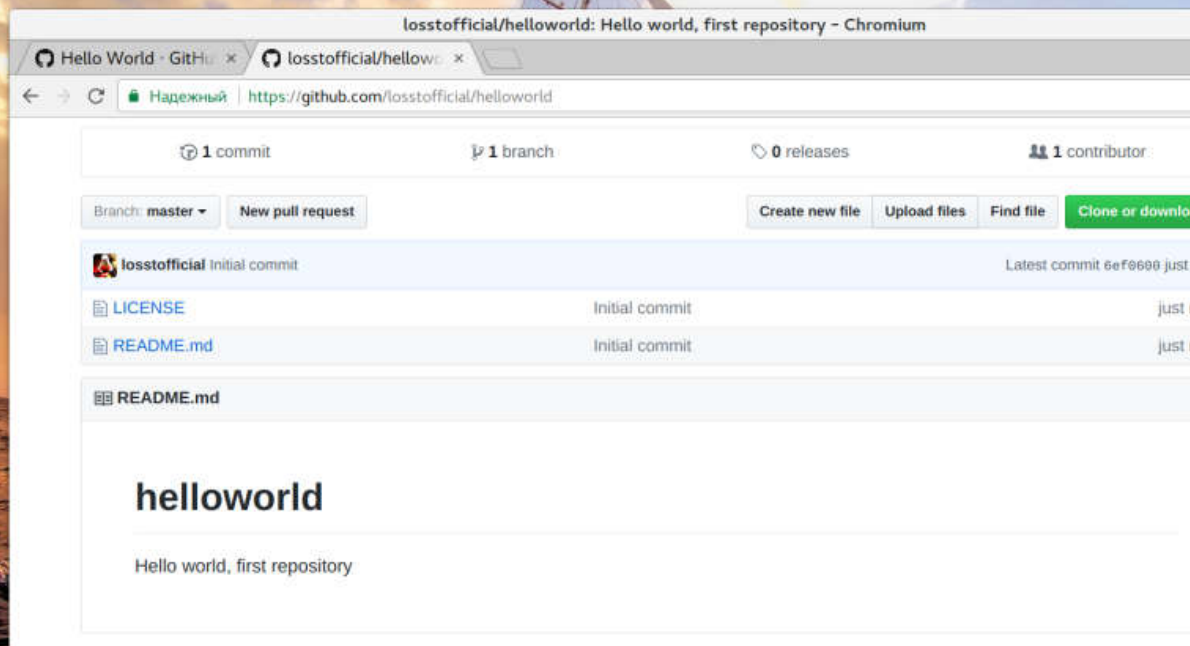 losstofficial/helloworld: Hello world, first repository - Chromium
Hello World · GitHu × losstofficial/hellowo ×
Надежный https://github.com/losstofficial/helloworld
1 commit 1 branch 0 releases 1 contributor
Branch: master New pull request Create new file Upload files Find file Clone or downlo
losstofficial Initial commit Latest commit 6ef0600 just
LICENSE Initial commit just
README.md Initial commit just
README.md
helloworld
Hello world, first repository